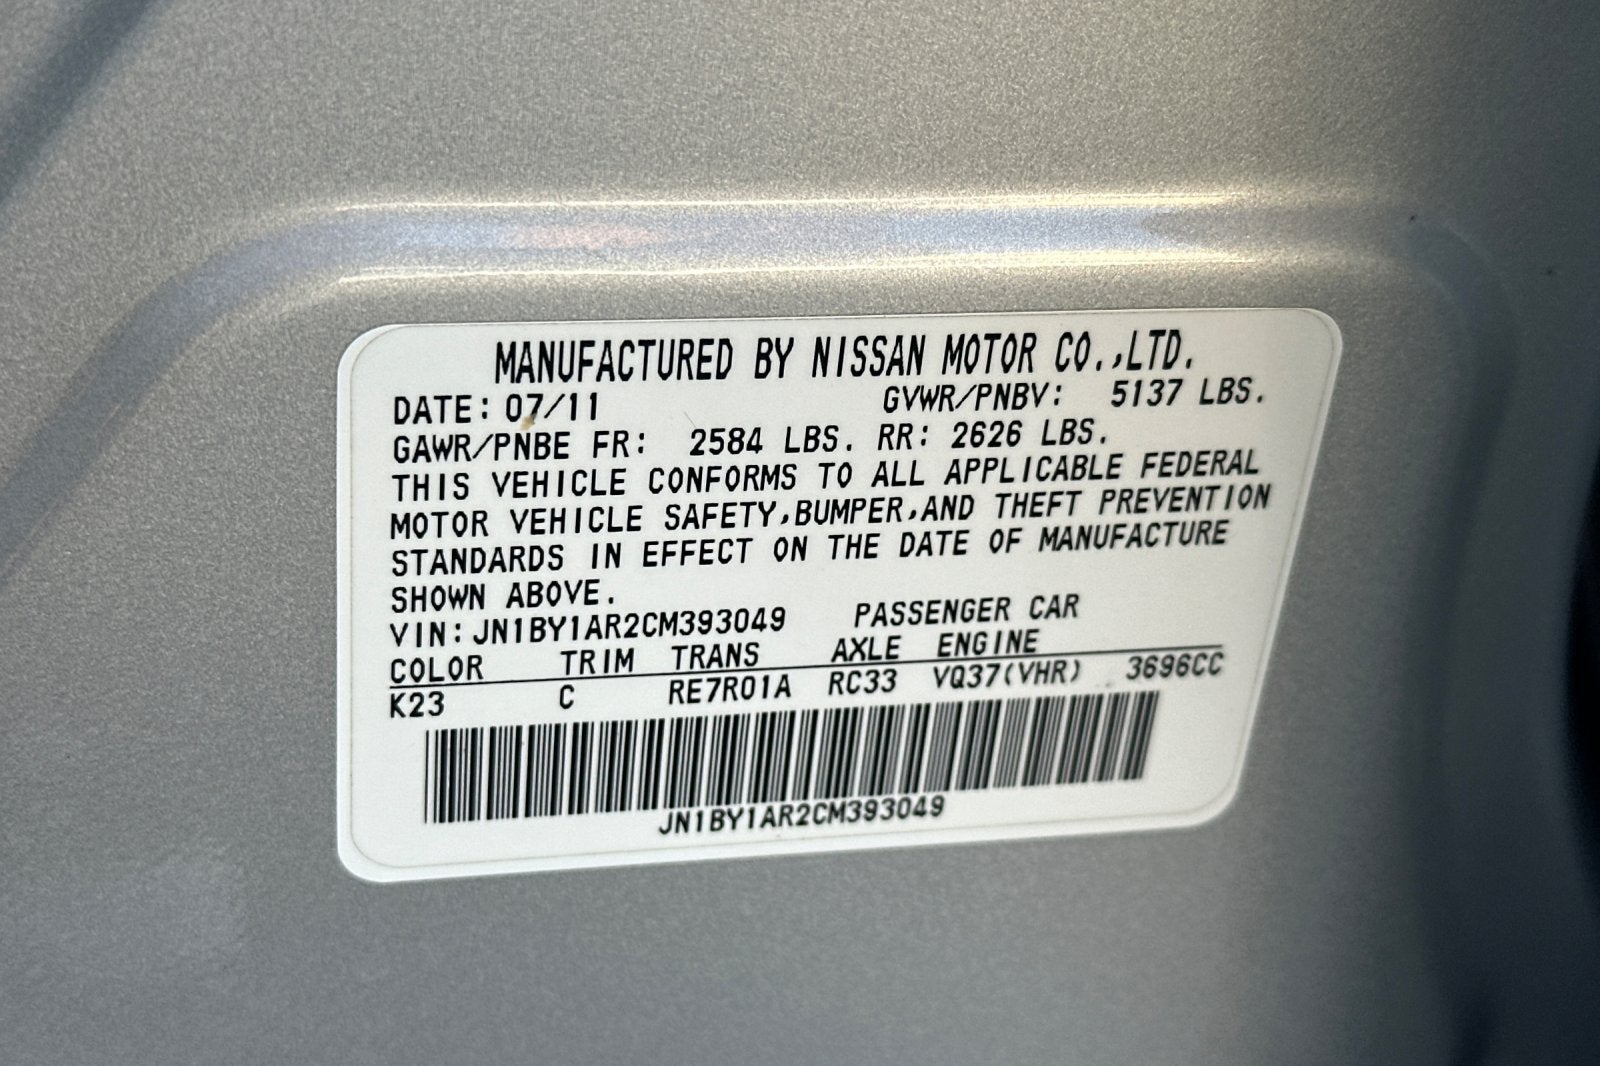 MANUFACTURED BY NISSAN MOTOR CO.,LTD.
DATE: 07/11 GVWR/PNBV: 5137 LBS.
GAWR/PNBE FR: 2584 LBS. RR: 2626 LBS.
THIS VEHICLE CONFORMS TO ALL APPLICABLE FEDERAL
MOTOR VEHICLE SAFETY,BUMPER,AND THEFT PREVENTION
STANDARDS IN EFFECT ON THE DATE OF MANUFACTURE
SHOWN ABOVE.
VIN: JN1BY1AR2CM393049 PASSENGER CAR
COLOR TRIM TRANS AXLE ENGINE
K23 C RE7R01A RC33 VQ37(VHR) 3696CC
JN1BY1AR2CM393049